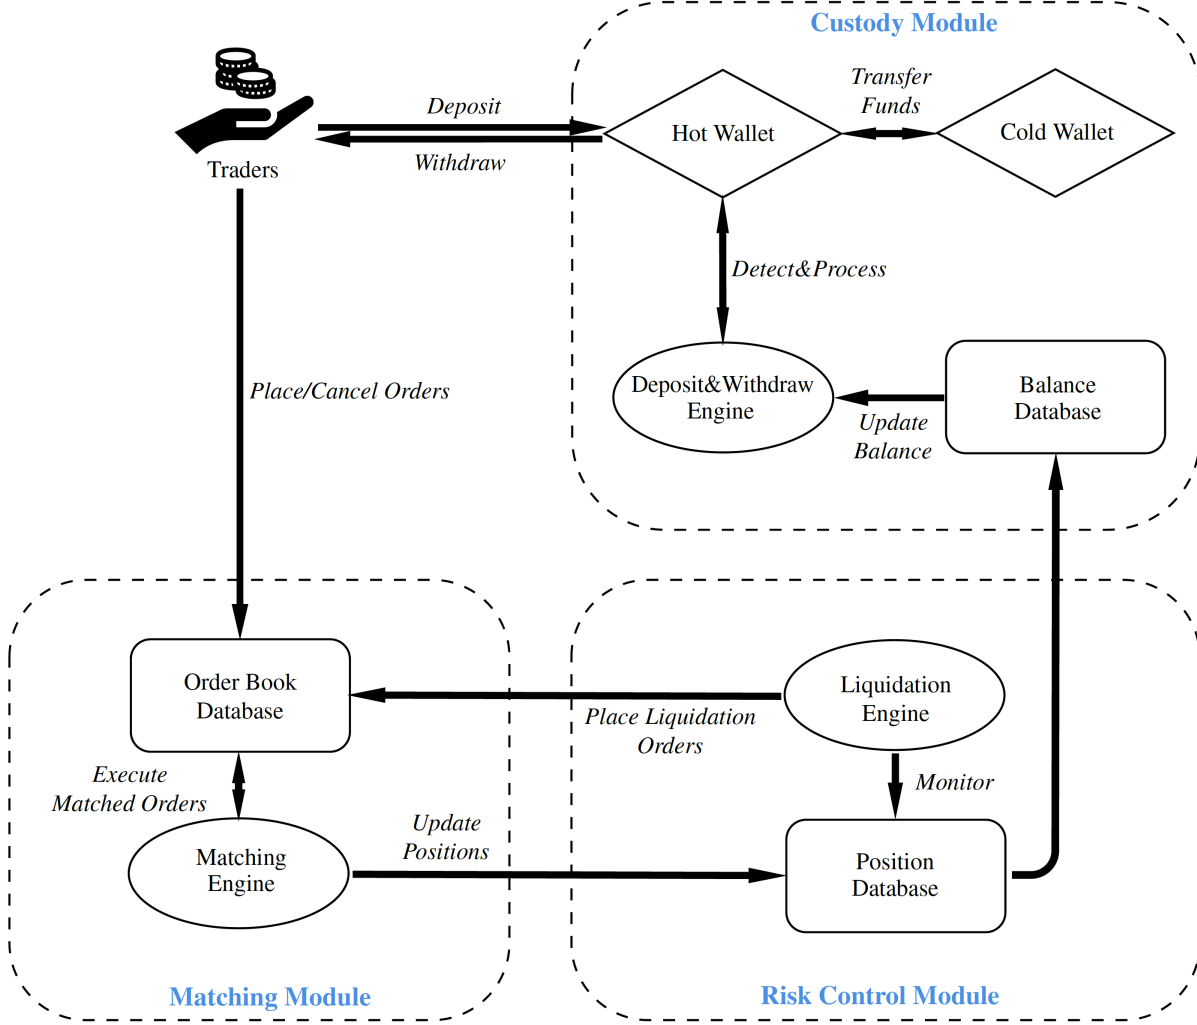 Custody Module
Transfer
Funds
Deposit
Hot Wallet
Cold Wallet
Withdraw
Traders
Detect&Process
Place/Cancel Orders
Deposit&Withdraw
Engine
Balance
Database
Update
Balance
Order Book
Database
Liquidation
Engine
Place Liquidation
Orders
Execute
Matched Orders
Monitor
Update
Positions
Matching
Engine
Position
Database
Matching Module
Risk Control Module